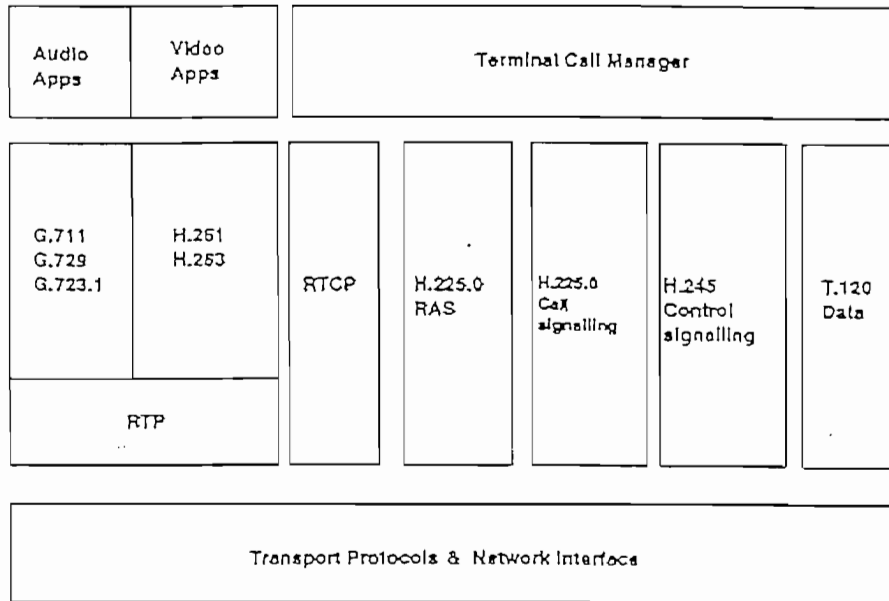 Audio
Apps
Video
Apps
Terminal Call Manager
G.711
G.729
G.723.1
H.261
H.263
RTCP
H.225.0
RAS
H.225.0
Call
signalling
H.245
Control
signalling
T.120
Data
RTP
Transport Protocols & Network Interface